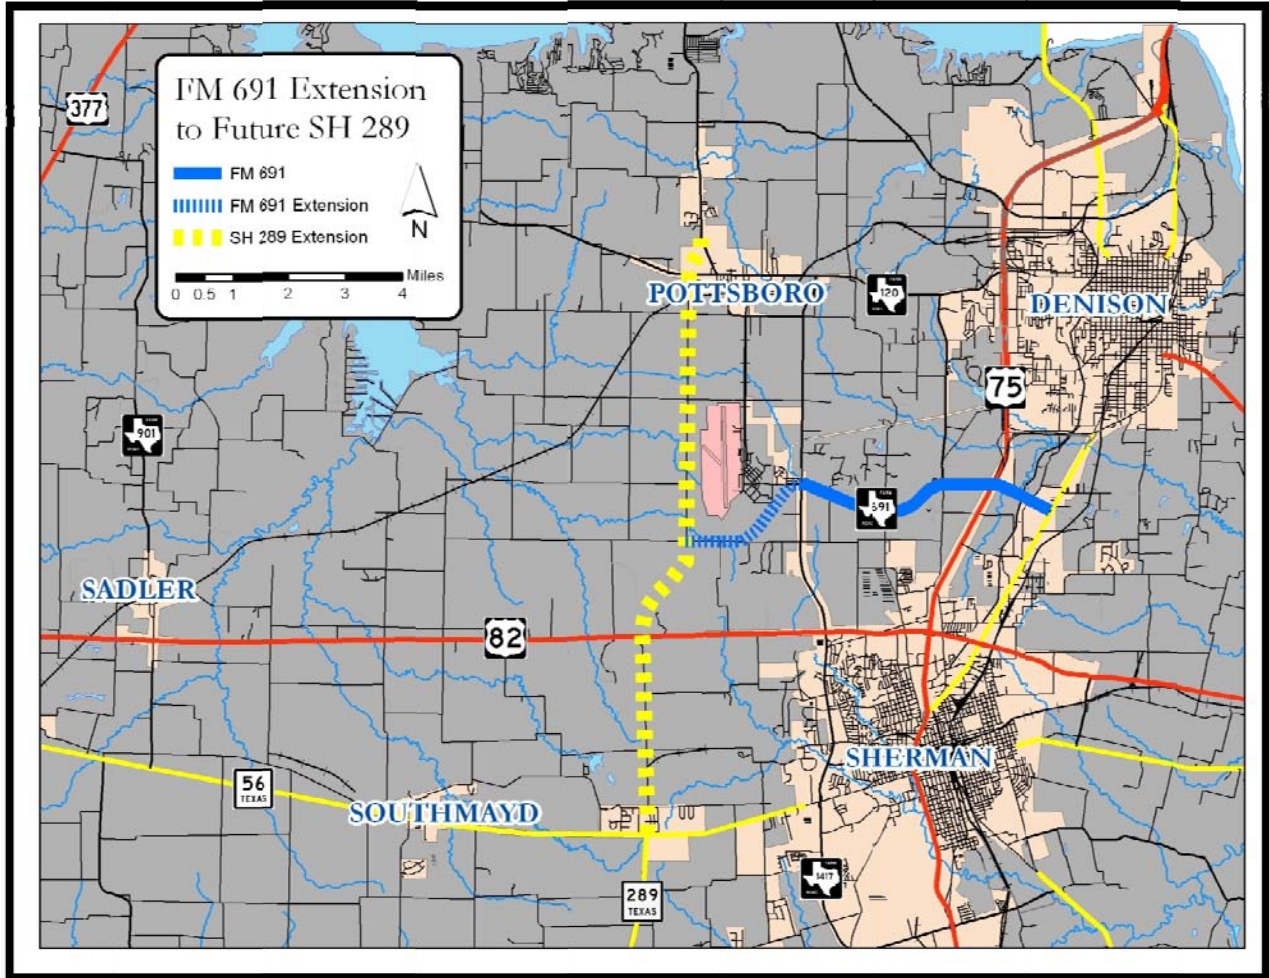 FM 691 Extension
to Future SH 289
FM 691
FM 691 Extension
SH 289 Extension
N
Miles
0 0.5 1 2 3 4
377
POTTSBORO
120
DENISON
75
901
691
SADLER
82
SHERMAN
56
TEXAS
SOUTHMAYD
289
TEXAS
1417